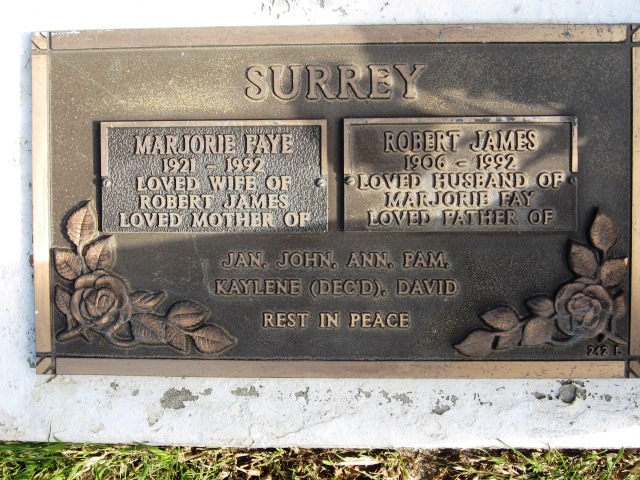 SURREY
MARJORIE FAYE
1921 - 1992
LOVED WIFE OF
ROBERT JAMES
LOVED MOTHER OF
ROBERT JAMES
1906 - 1992
LOVED HUSBAND OF
MARJORIE FAY
LOVED FATHER OF
JAN, JOHN, ANN, PAM,
KAYLENE (DEC'D), DAVID
REST IN PEACE
242